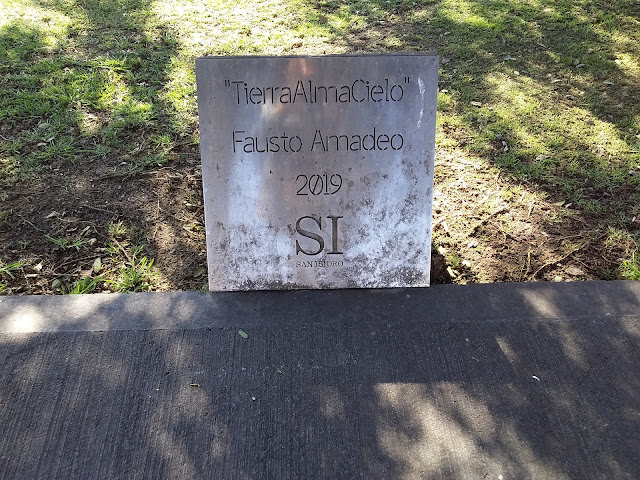 "TierraAlmaCielo"
Fausto Amadeo
2019
SI
SAN ISIDRO